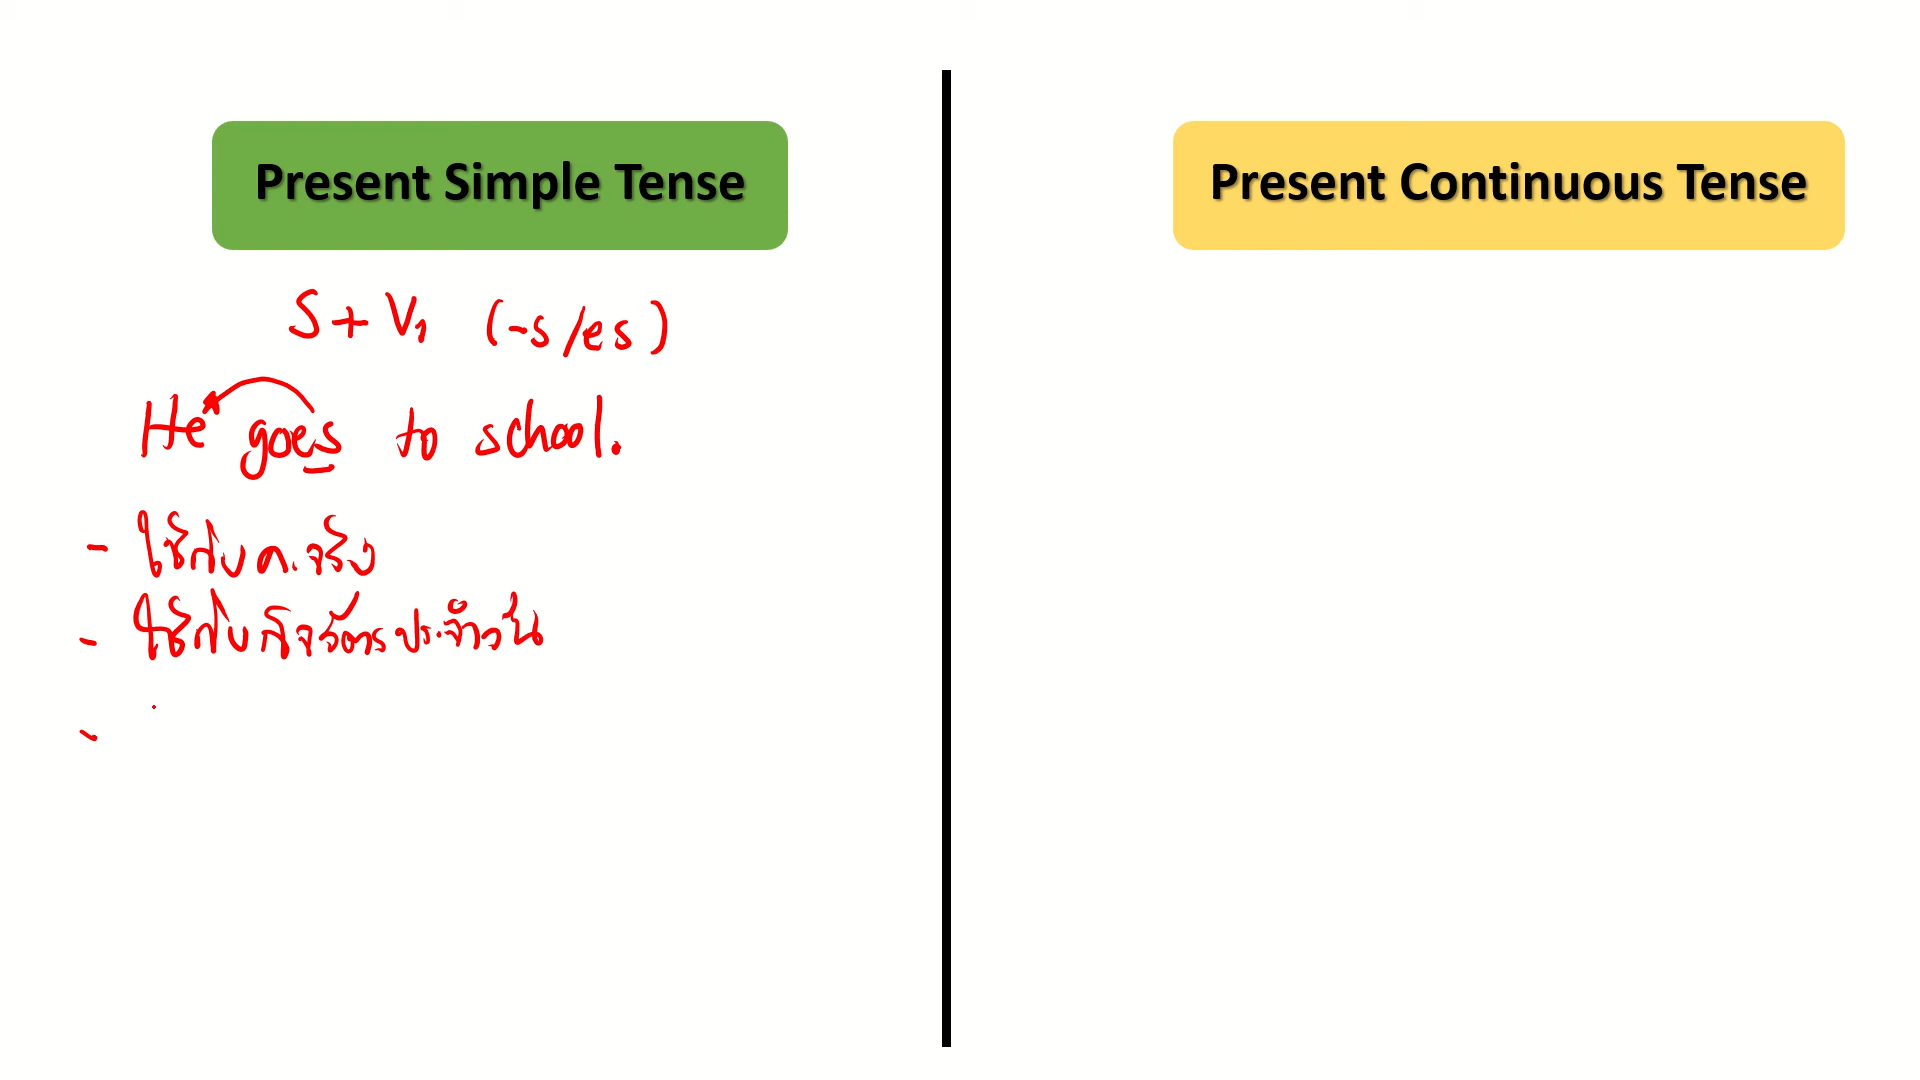 Present Simple Tense
Present Continuous Tense
S + V₁ (-s/es)
He goes to school.
- ใช้กับ ค.จริง
- ใช้กับ กิจวัตรประจำวัน
-